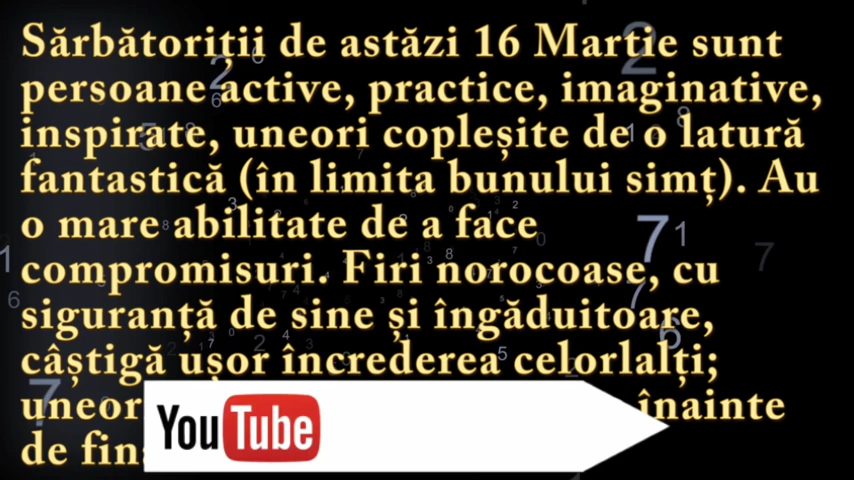 Sărbătoriții de astăzi 16 Martie sunt
persoane active, practice, imaginative,
inspirate, uneori copleșite de o latură
fantastică (în limita bunului simț). Au
o mare abilitate de a face
compromisuri. Firi norocoase, cu
siguranță de sine și îngăduitoare,
câștigă ușor încrederea celorlalți;
înainte
de
YouTube